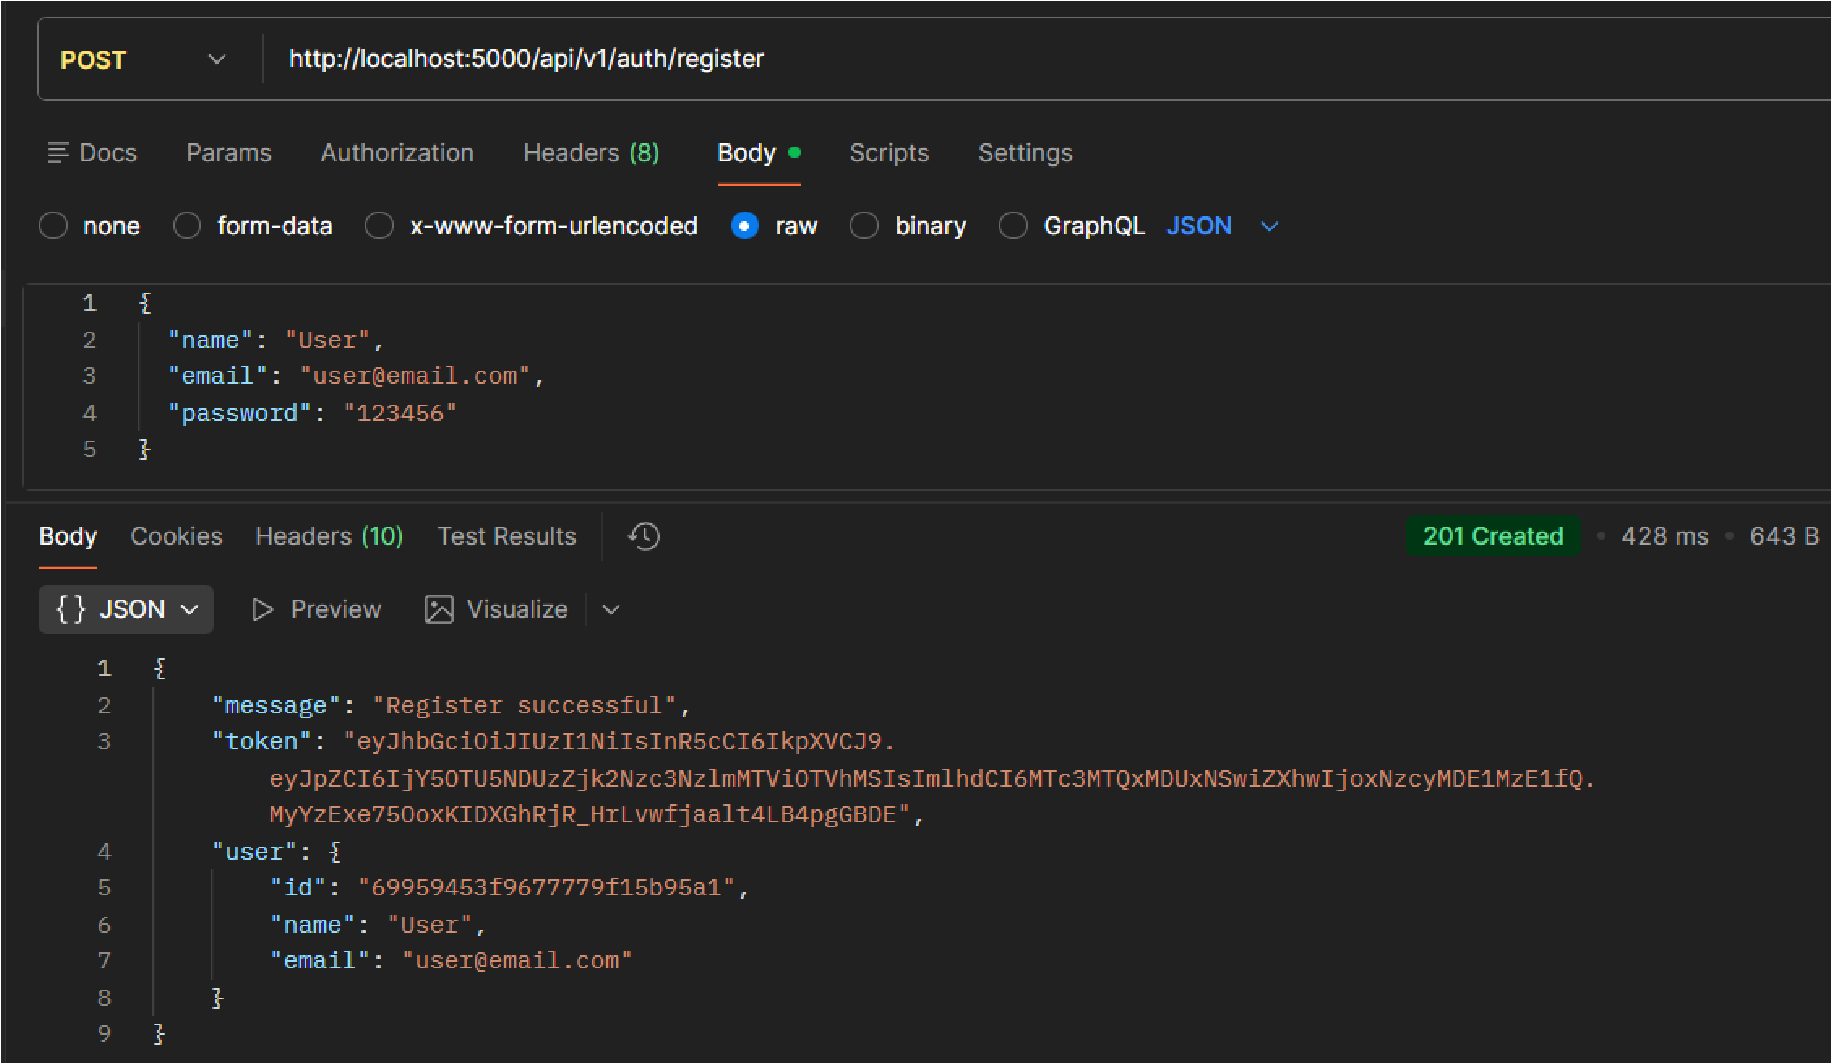 POST http://localhost:5000/api/v1/auth/register
Docs Params Authorization Headers (8) Body Scripts Settings
none form-data x-www-form-urlencoded raw binary GraphQL JSON
1 {
2 "name": "User",
3 "email": "user@email.com",
4 "password": "123456"
5 }
Body Cookies Headers (10) Test Results 201 Created • 428 ms • 643 B
{} JSON Preview Visualize
1 {
2 "message": "Register successful",
3 "token": "eyJhbGciOiJIUzI1NiIsInR5cCI6IkpXVCJ9.
eyJpZCI6IjY5OTU5NDUzZjk2Nzc3NzlmMTViOTVhMSIsImlhdCI6MTc3MTQxMDUxNSwiZXhwIjoxNzcyMDE1MzE1fQ.
MyYzExe75OoxKIDXGhRjR_HrLvwfjaalt4LB4pgGBDE",
4 "user": {
5 "id": "69959453f9677779f15b95a1",
6 "name": "User",
7 "email": "user@email.com"
8 }
9 }